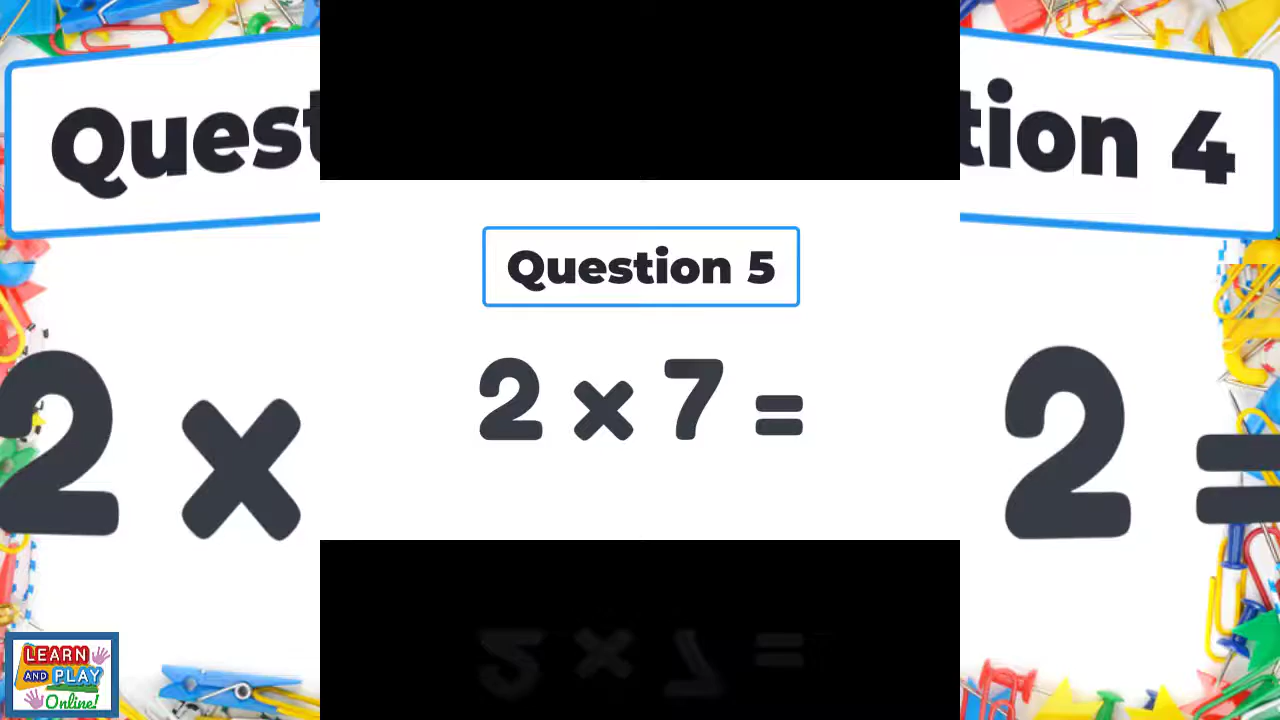 Quest
tion 4
Question 5
2 × 7 =
2 ×
2 =
LEARN
AND PLAY
Online!